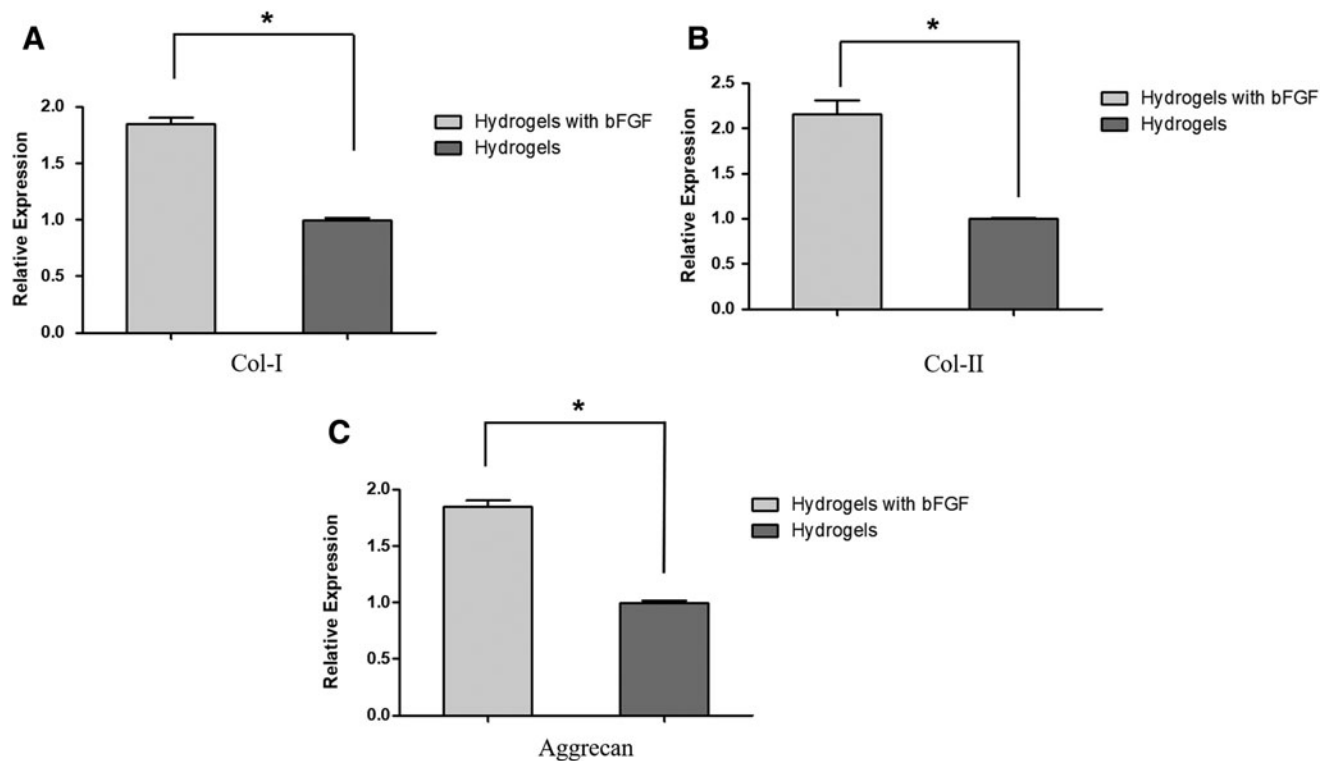 A
*
Relative Expression
2.0
1.5
1.0
0.5
0.0
Col-I
Hydrogels with bFGF
Hydrogels
B
*
Relative Expression
2.5
2.0
1.5
1.0
0.5
0.0
Col-II
Hydrogels with bFGF
Hydrogels
C
*
Relative Expression
2.0
1.5
1.0
0.5
0.0
Aggrecan
Hydrogels with bFGF
Hydrogels